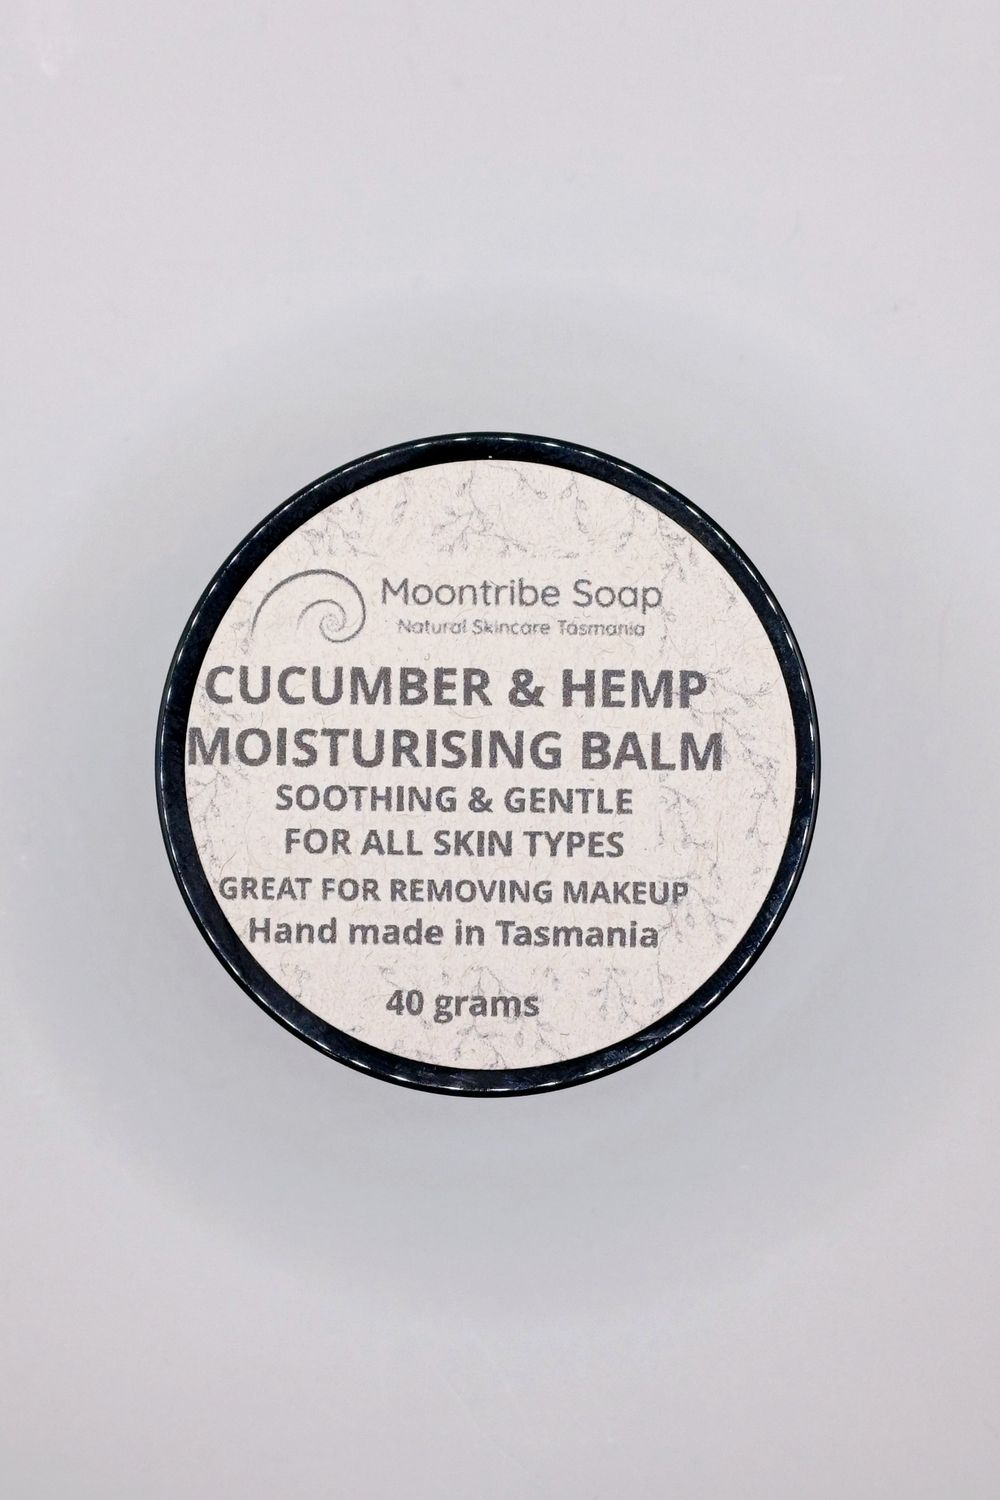 Moontribe Soap
Natural Skincare Tasmania
CUCUMBER & HEMP
MOISTURISING BALM
SOOTHING & GENTLE
FOR ALL SKIN TYPES
GREAT FOR REMOVING MAKEUP
Hand made in Tasmania
40 grams